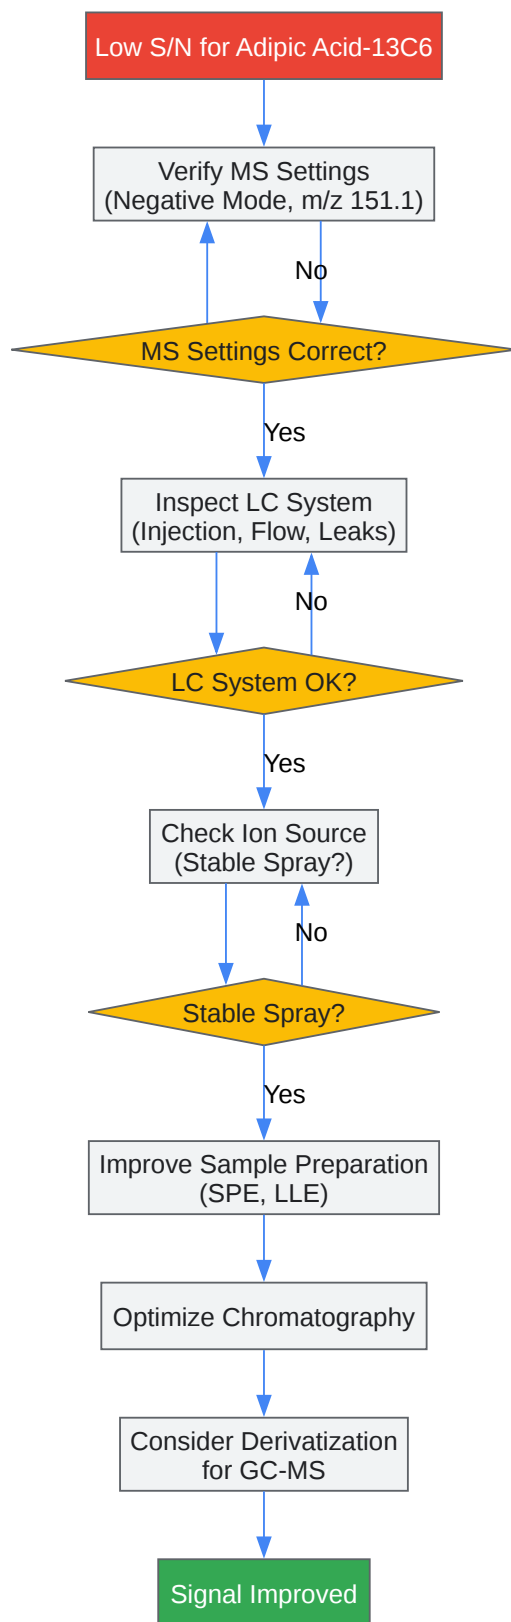 Low S/N for Adipic Acid-13C6
Verify MS Settings
(Negative Mode, m/z 151.1)
No
MS Settings Correct?
Yes
Inspect LC System
(Injection, Flow, Leaks)
No
LC System OK?
Yes
Check Ion Source
(Stable Spray?)
No
Stable Spray?
Yes
Improve Sample Preparation
(SPE, LLE)
Optimize Chromatography
Consider Derivatization
for GC-MS
Signal Improved